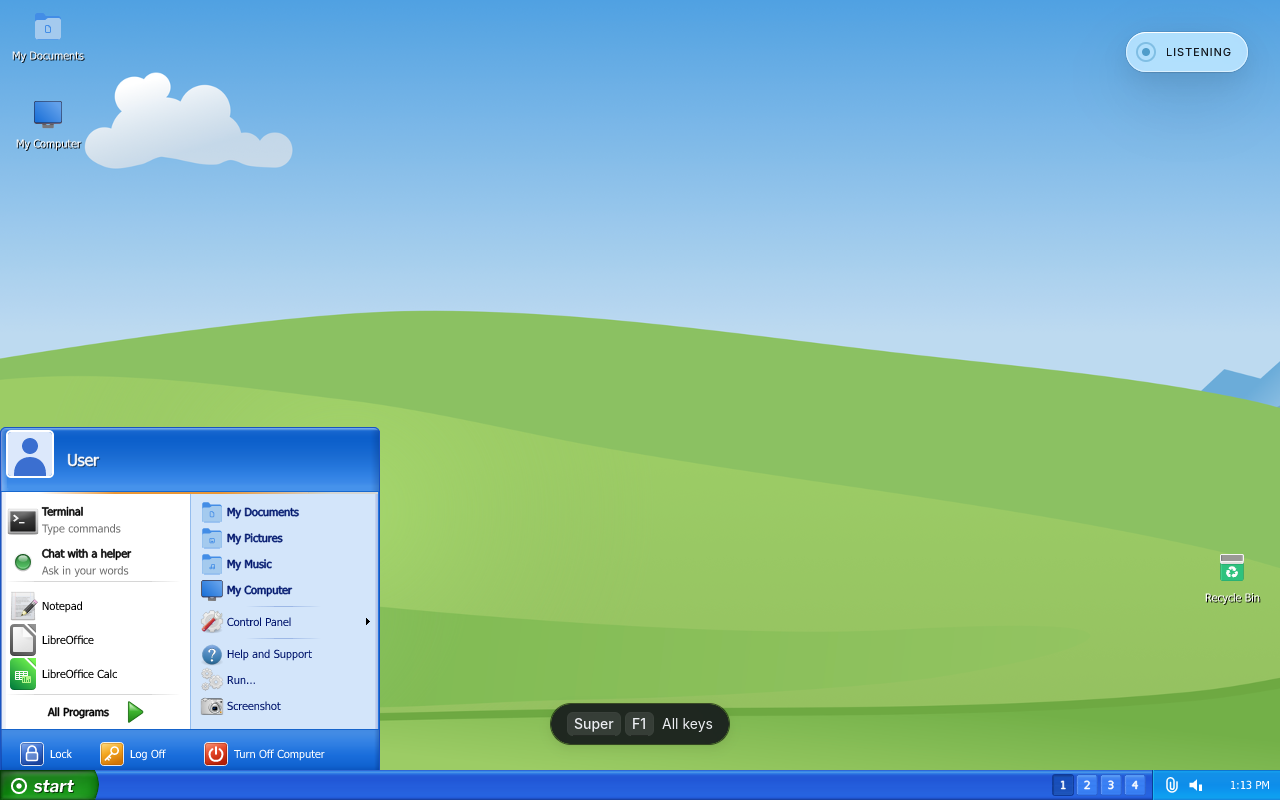 My Documents
LISTENING
My Computer
User
Terminal
Type commands
Chat with a helper
Ask in your words
Notepad
LibreOffice
LibreOffice Calc
All Programs
My Documents
My Pictures
My Music
My Computer
Control Panel
Help and Support
Run...
Screenshot
Lock
Log Off
Turn Off Computer
Recycle Bin
Super F1 All keys
start
1 2 3 4
1:13 PM